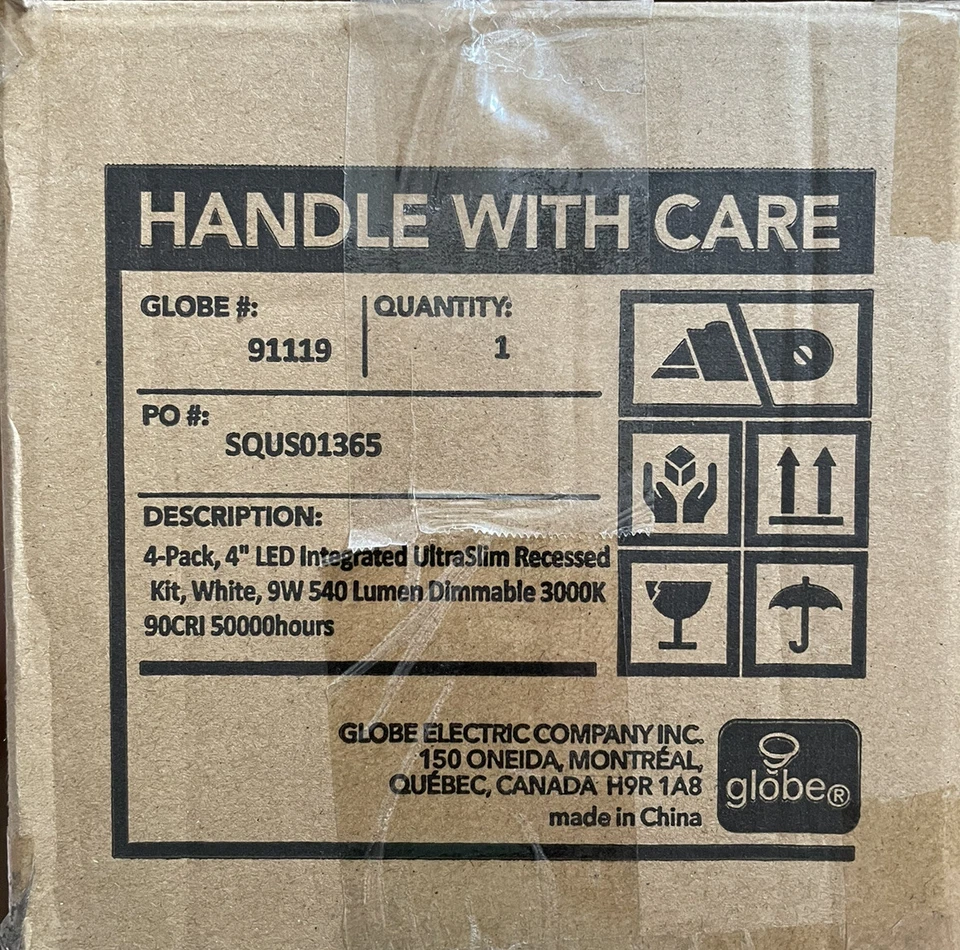 HANDLE WITH CARE
GLOBE #:
91119
QUANTITY:
1
PO #:
SQUS01365
DESCRIPTION:
4-Pack, 4" LED Integrated UltraSlim Recessed
Kit, White, 9W 540 Lumen Dimmable 3000K
90CRI 50000hours
GLOBE ELECTRIC COMPANY INC.
150 ONEIDA, MONTRÉAL,
QUÉBEC, CANADA H9R 1A8
made in China
globe®